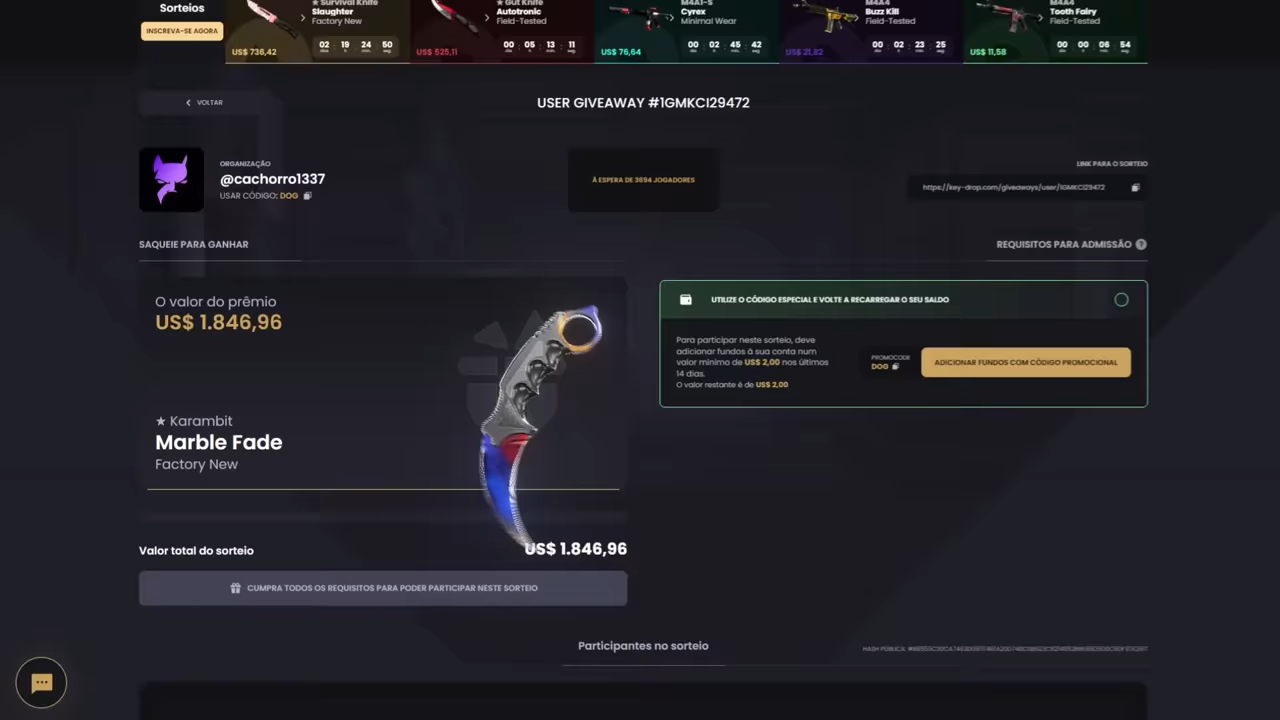 Sorteios
INSCREVA-SE AGORA
★ Survival Knife
Slaughter
Factory New
US$ 736,42
02 19 24 50
★ Gut Knife
Autotronic
Field-Tested
US$ 525,11
00 05 13 11
M4A1-S
Cyrex
Minimal Wear
US$ 76,64
00 02 45 42
M4A4
Buzz Kill
Field-Tested
US$ 21,82
00 02 23 25
M4A4
Tooth Fairy
Field-Tested
US$ 11,58
00 00 06 54
VOLTAR
USER GIVEAWAY #1GMKCI29472
ORGANIZAÇÃO
@cachorro1337
USAR CÓDIGO: DOG
À ESPERA DE 3694 JOGADORES
LINK PARA O SORTEIO
https://key-drop.com/giveaways/user/1GMKCI29472
SAQUEIE PARA GANHAR
REQUISITOS PARA ADMISSÃO ?
O valor do prêmio
US$ 1.846,96
★ Karambit
Marble Fade
Factory New
UTILIZE O CÓDIGO ESPECIAL E VOLTE A RECARREGAR O SEU SALDO
Para participar neste sorteio, deve
adicionar fundos à sua conta num
valor mínimo de US$ 2,00 nos últimos
14 dias.
O valor restante é de US$ 2,00
PROMOCODE
DOG
ADICIONAR FUNDOS COM CÓDIGO PROMOCIONAL
Valor total do sorteio
US$ 1.846,96
CUMPRA TODOS OS REQUISITOS PARA PODER PARTICIPAR NESTE SORTEIO
Participantes no sorteio
HASH PÚBLICA: